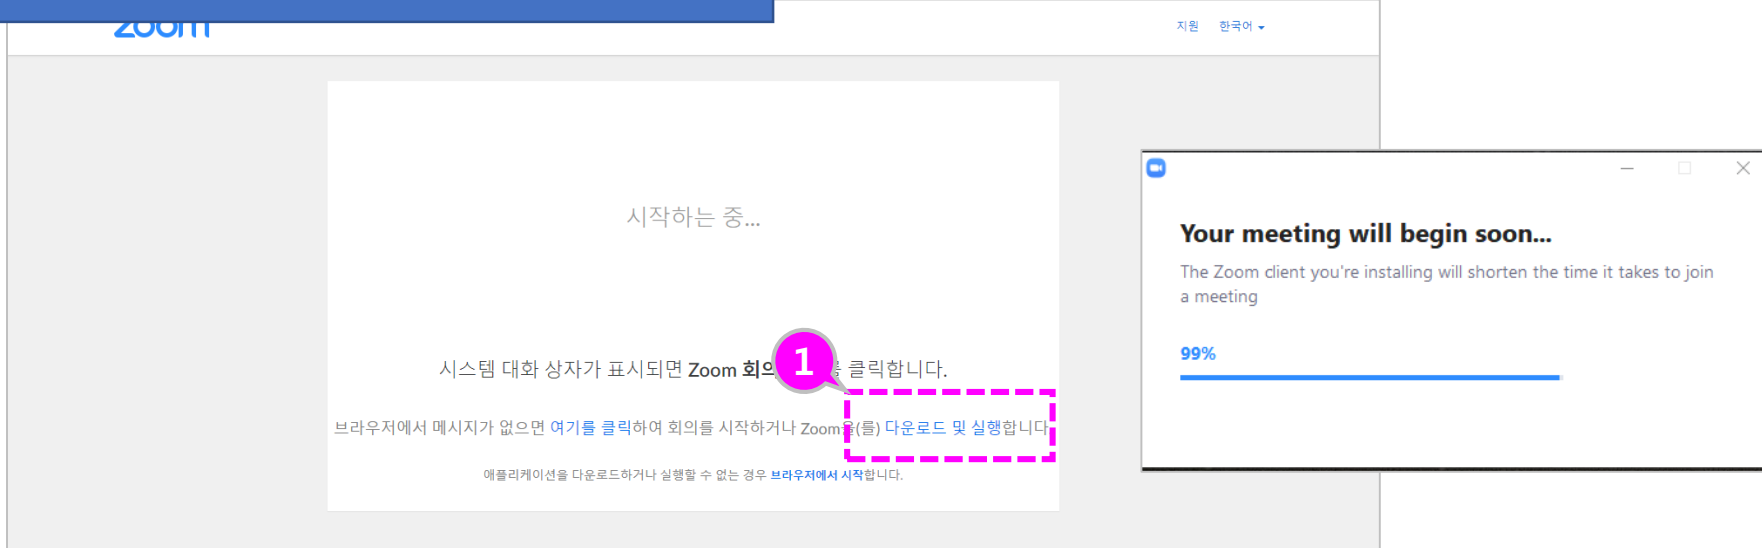 zoom
지원 한국어
시작하는 중...
시스템 대화 상자가 표시되면 Zoom 회의 클릭합니다.
1
브라우저에서 메시지가 없으면 여기를 클릭하여 회의를 시작하거나 Zoom을(를) 다운로드 및 실행합니다
애플리케이션을 다운로드하거나 실행할 수 없는 경우 브라우저에서 시작합니다.
Your meeting will begin soon...
The Zoom client you're installing will shorten the time it takes to join
a meeting
99%